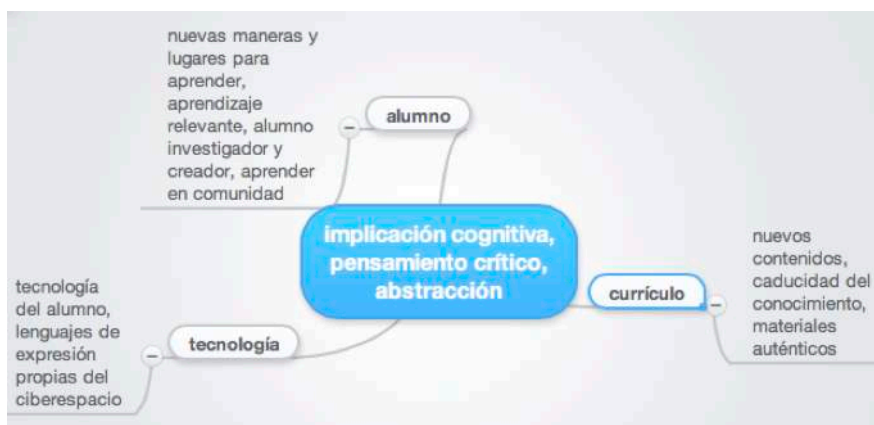 nuevas maneras y
lugares para
aprender,
aprendizaje
relevante, alumno
investigador y
creador, aprender
en comunidad
alumno
implicación cognitiva,
pensamiento crítico,
abstracción
nuevos
contenidos,
caducidad del
conocimiento,
materiales
auténticos
currículo
tecnología
del alumno,
lenguajes de
expresión
propias del
ciberespacio
tecnología